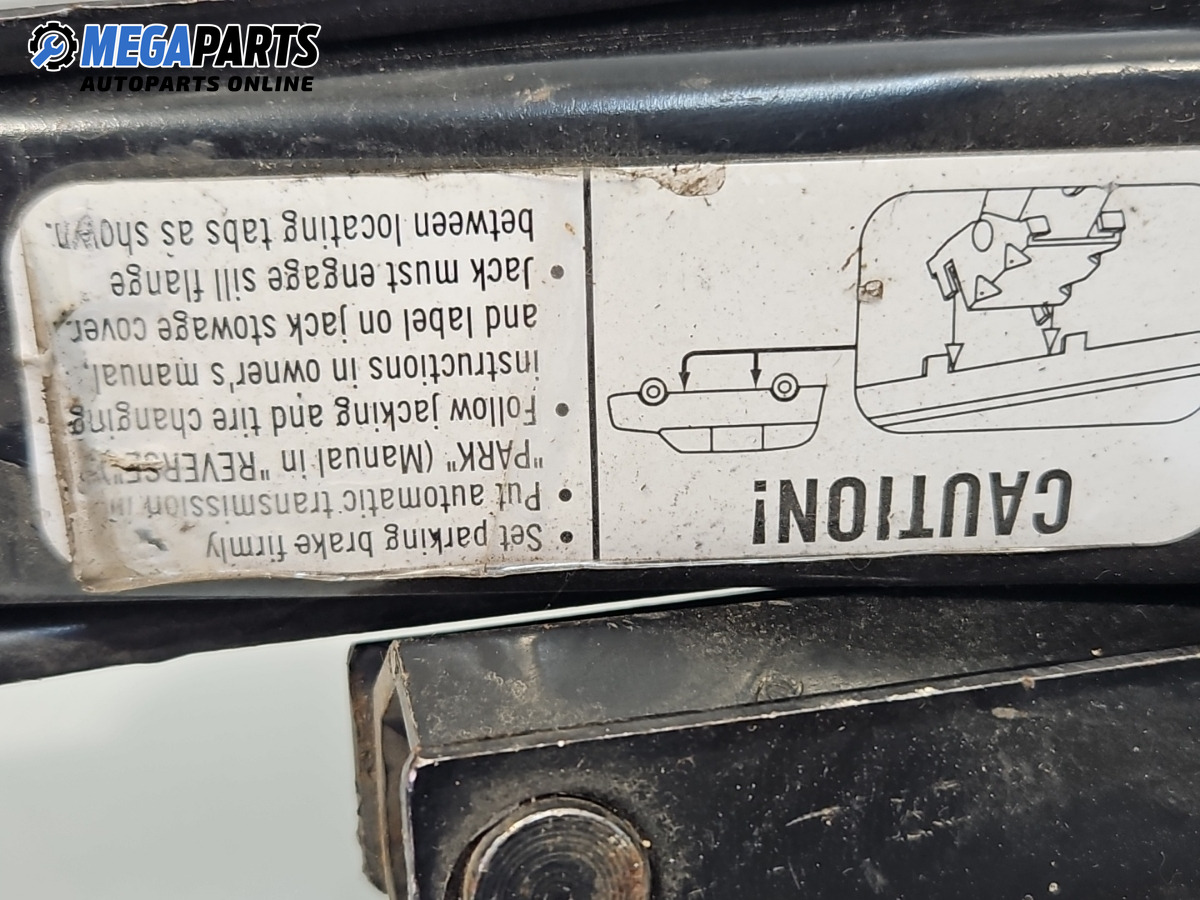 MEGAPARTS
AUTOPARTS ONLINE
CAUTION!
• Set parking brake firmly
• Put automatic transmission in
"PARK" (Manual in "REVERSE")
• Follow jacking and tire changing
instructions in owner's manual,
and label on jack stowage cover.
• Jack must engage sill flange
between locating tabs as shown.